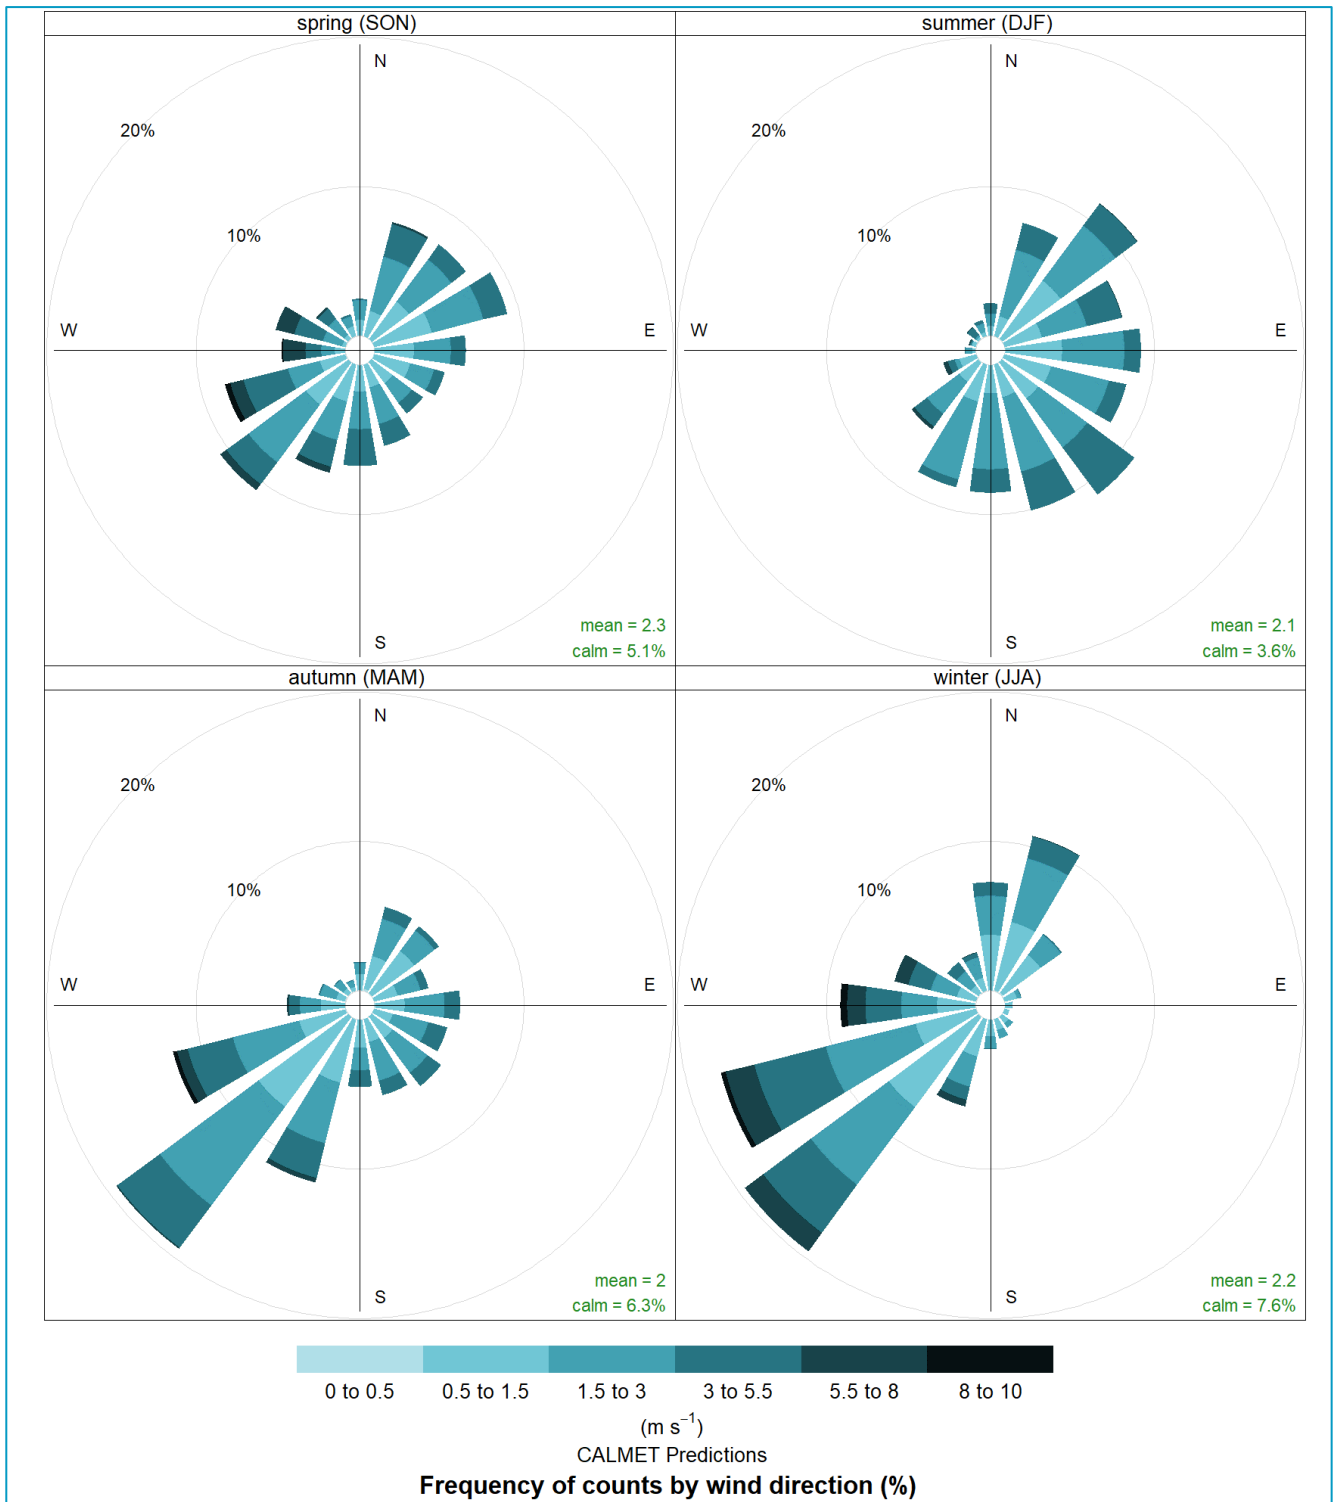 spring (SON)
summer (DJF)
N
20%
10%
W
E
S
mean = 2.3
calm = 5.1%
N
20%
10%
W
E
S
mean = 2.1
calm = 3.6%
autumn (MAM)
winter (JJA)
N
20%
10%
W
E
S
mean = 2
calm = 6.3%
N
20%
10%
W
E
S
mean = 2.2
calm = 7.6%
0 to 0.5
0.5 to 1.5
1.5 to 3
3 to 5.5
5.5 to 8
8 to 10
(m s⁻¹)
CALMET Predictions
Frequency of counts by wind direction (%)